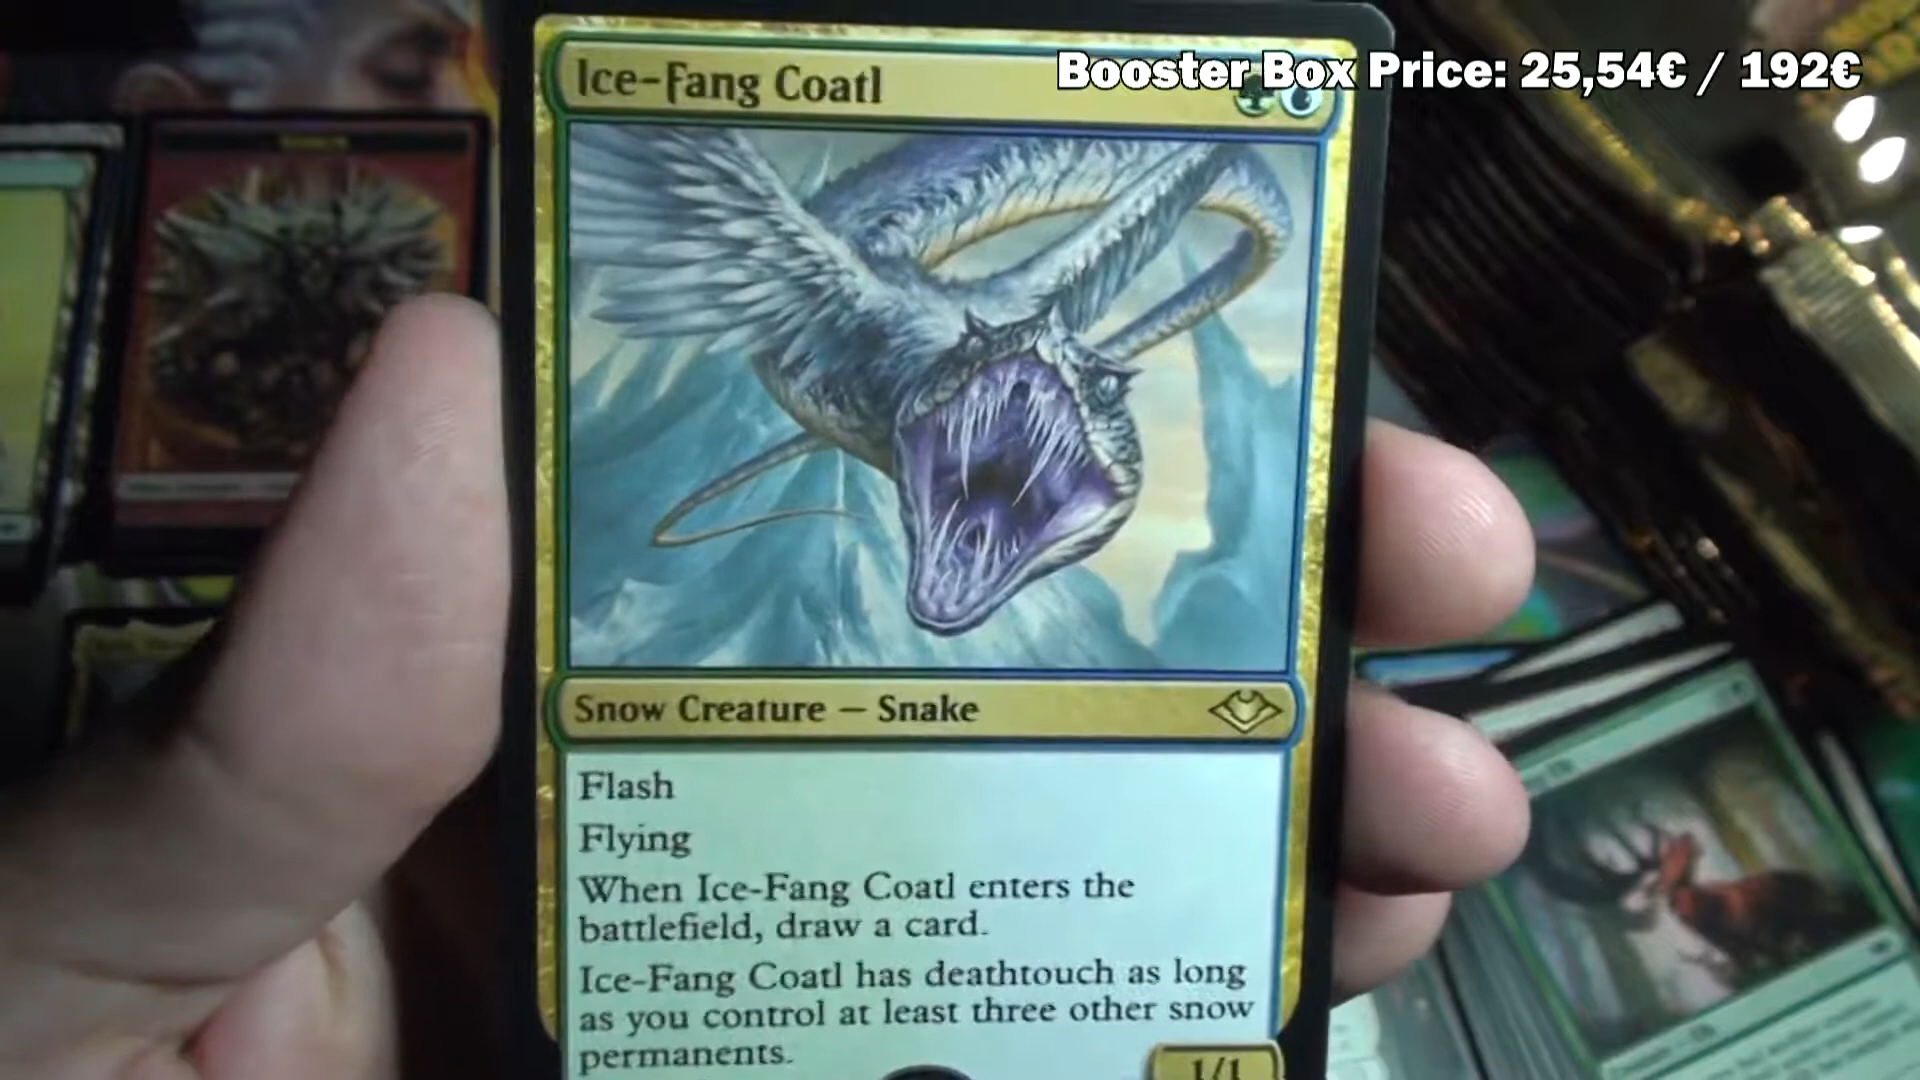 Booster Box Price: 25,54€ / 192€
Ice-Fang Coatl
Snow Creature — Snake
Flash
Flying
When Ice-Fang Coatl enters the
battlefield, draw a card.
Ice-Fang Coatl has deathtouch as long
as you control at least three other snow
permanents.
1/1